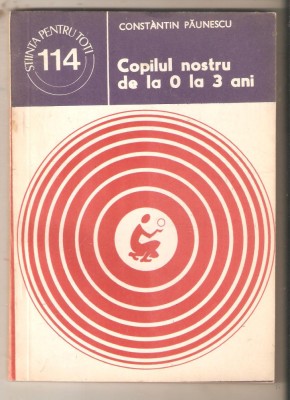 CONSTANTIN PĂUNESCU
ȘTIINȚA PENTRU TOȚI
114
Copilul nostru
de la 0 la 3 ani